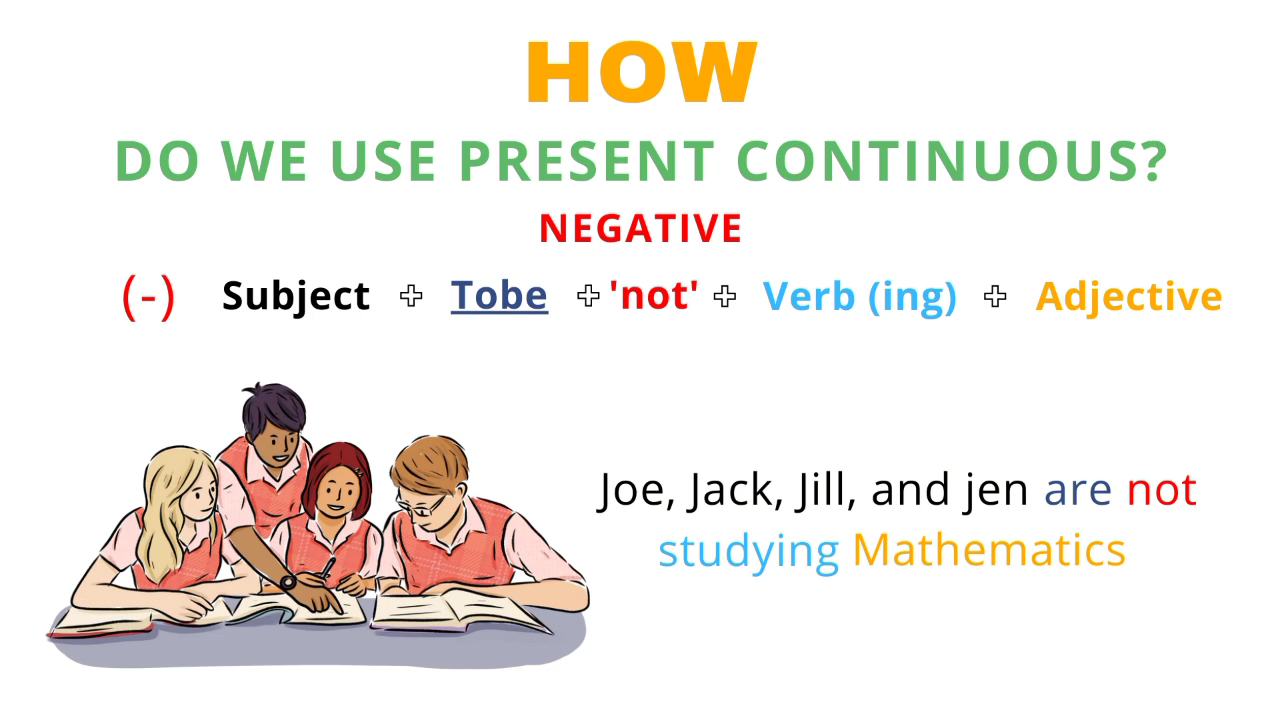 HOW
DO WE USE PRESENT CONTINUOUS?
NEGATIVE
(-) Subject + Tobe + 'not' + Verb (ing) + Adjective
Joe, Jack, Jill, and jen are not
studying Mathematics